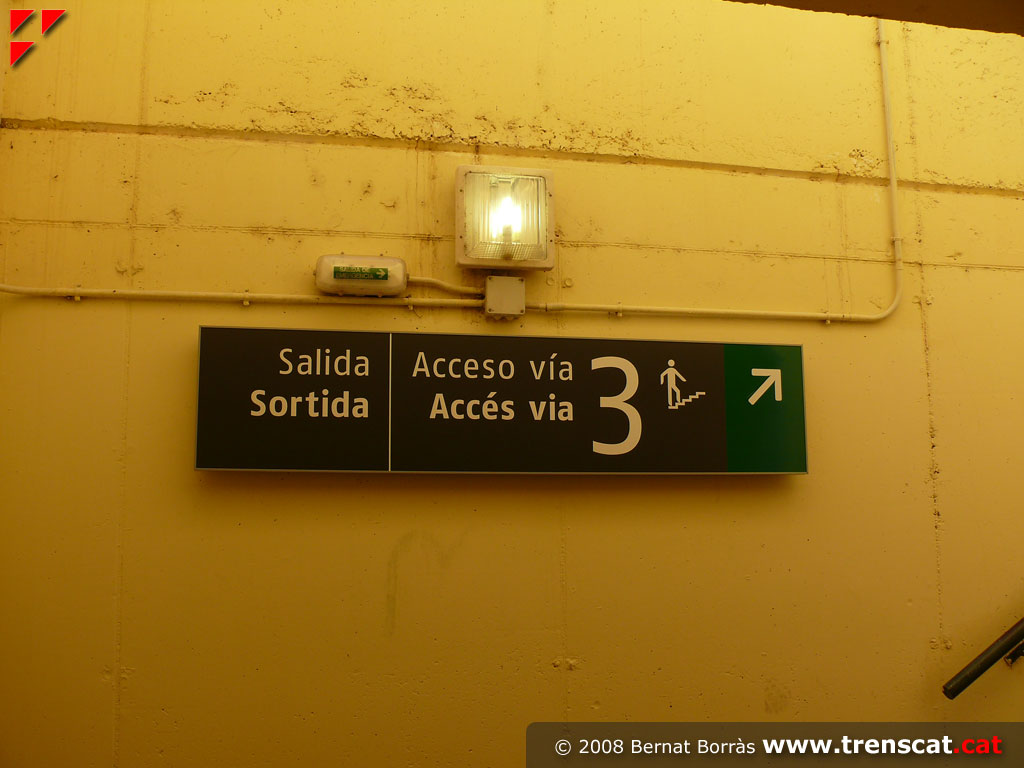 Salida
Sortida
Acceso vía
Accés via
3
© 2008 Bernat Borràs www.trenscat.cat